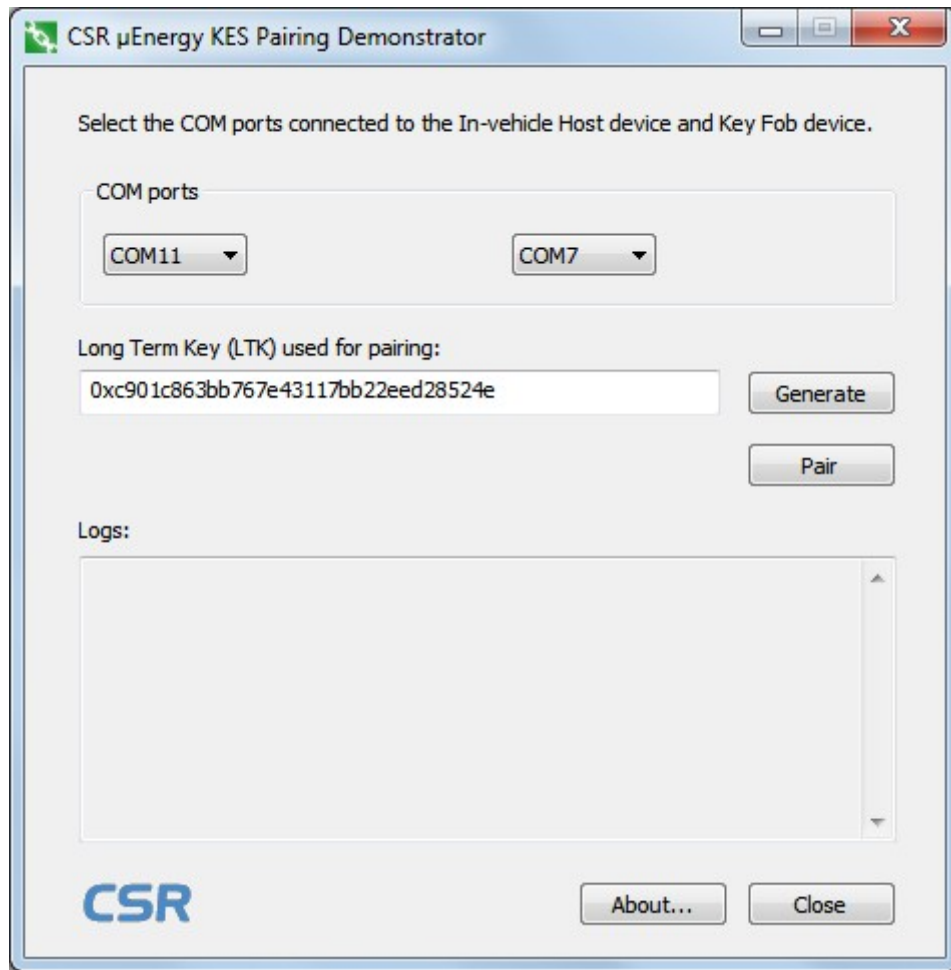 CSR µEnergy KES Pairing Demonstrator
Select the COM ports connected to the In-vehicle Host device and Key Fob device.
COM ports
COM11 COM7
Long Term Key (LTK) used for pairing:
0xc901c863bb767e43117bb22eed28524e Generate
Pair
Logs:
CSR About... Close